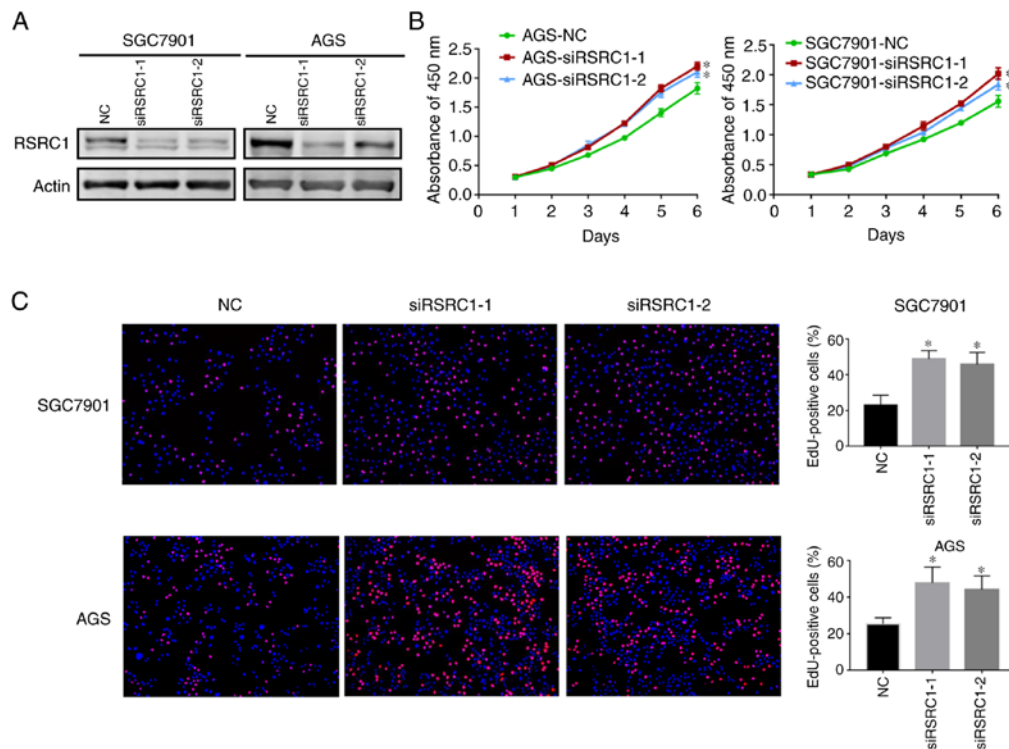 A
SGC7901
AGS
NC
siRSRC1-1
siRSRC1-2
NC
siRSRC1-1
siRSRC1-2
RSRC1
Actin
B
AGS-NC
AGS-siRSRC1-1
AGS-siRSRC1-2
Absorbance of 450 nm
2.5
2.0
1.5
1.0
0.5
0.0
0 1 2 3 4 5 6
Days
*
*
SGC7901-NC
SGC7901-siRSRC1-1
SGC7901-siRSRC1-2
Absorbance of 450 nm
2.5
2.0
1.5
1.0
0.5
0.0
0 1 2 3 4 5 6
Days
*
*
C
NC
siRSRC1-1
siRSRC1-2
SGC7901
AGS
SGC7901
EdU-positive cells (%)
60
40
20
0
* *
NC
siRSRC1-1
siRSRC1-2
AGS
EdU-positive cells (%)
60
40
20
0
* *
NC
siRSRC1-1
siRSRC1-2